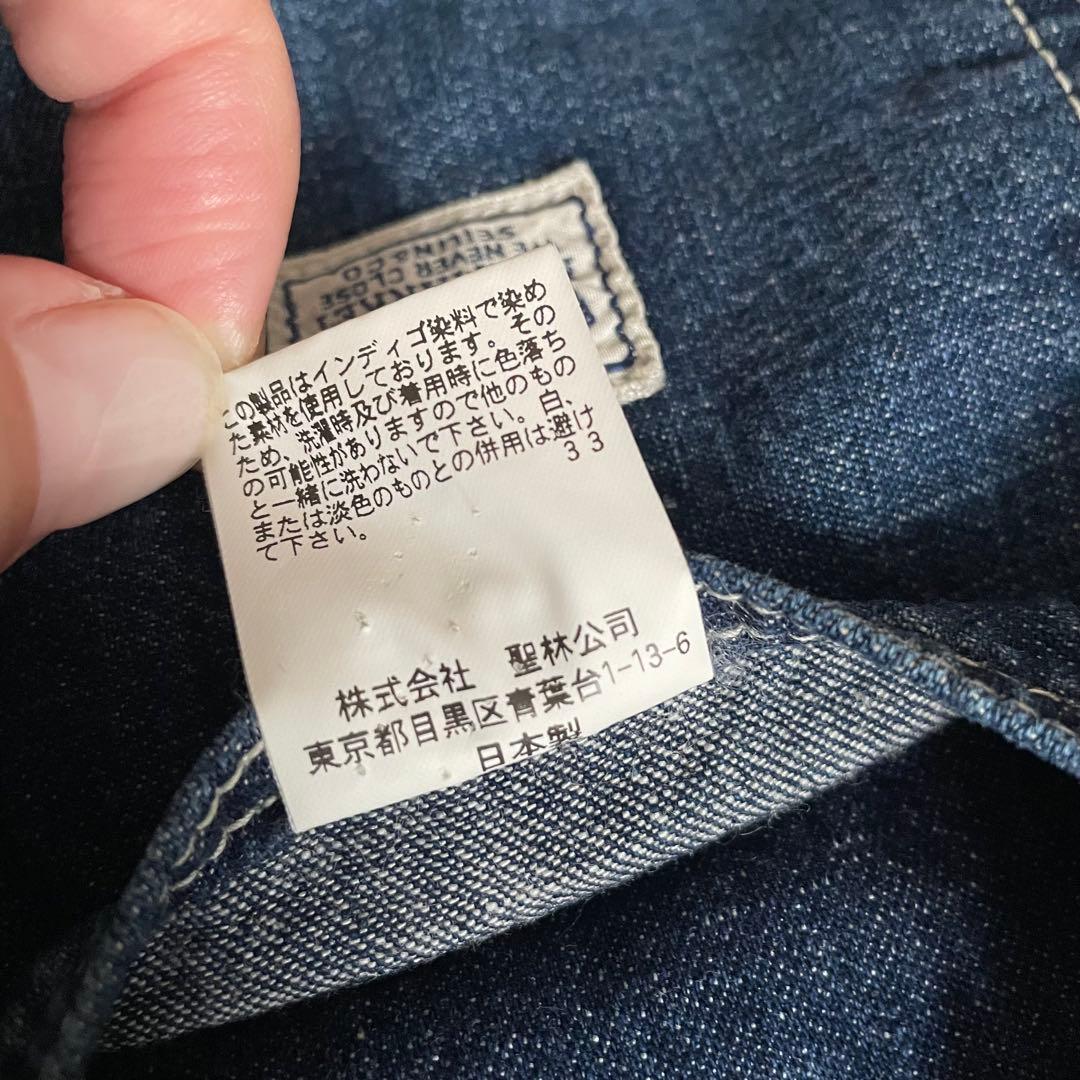 E NEVER CLOSE
SEILIN & CO
この製品はインディゴ染料で染め
た素材を使用しております。その
ため、洗濯時及び着用時に色落ち
の可能性がありますので他のもの
と一緒に洗わないで下さい。白、
または淡色のものとの併用は避け
て下さい。
33
株式会社 聖林公司
東京都目黒区青葉台1-13-6
日本製